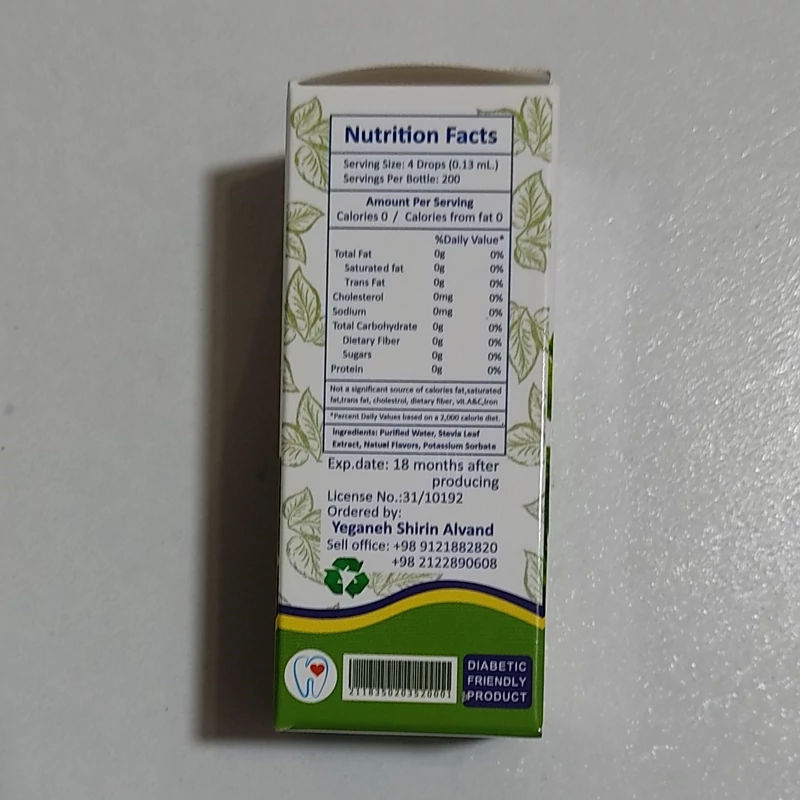 Nutrition Facts
Serving Size: 4 Drops (0.13 mL.)
Servings Per Bottle: 200
Amount Per Serving
Calories 0 / Calories from fat 0
%Daily Value*
Total Fat 0g 0%
Saturated fat 0g 0%
Trans Fat 0g 0%
Cholesterol 0mg 0%
Sodium 0mg 0%
Total Carbohydrate 0g 0%
Dietary Fiber 0g 0%
Sugars 0g 0%
Protein 0g 0%
Not a significant source of calories fat,saturated
fat,trans fat, cholestrol, dietary fiber, vit.A&C,Iron
*Percent Daily Values based on a 2,000 calorie diet.
Ingredients: Purified Water, Stevia Leaf
Extract, Natual Flavors, Potassium Sorbate
Exp.date: 18 months after
producing
License No.:31/10192
Ordered by:
Yeganeh Shirin Alvand
Sell office: +98 9121882820
+98 2122890608
2118350203520001
DIABETIC
FRIENDLY
PRODUCT